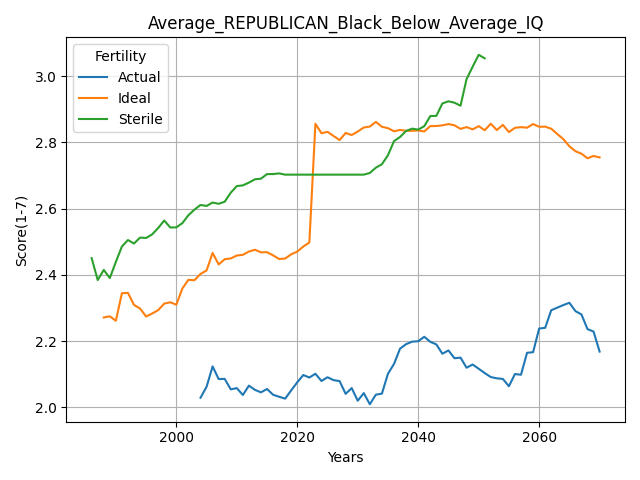 Average_REPUBLICAN_Black_Below_Average_IQ
Fertility
Actual
Ideal
Sterile
Score(1-7)
3.0
2.8
2.6
2.4
2.2
2.0
2000
2020
2040
2060
Years